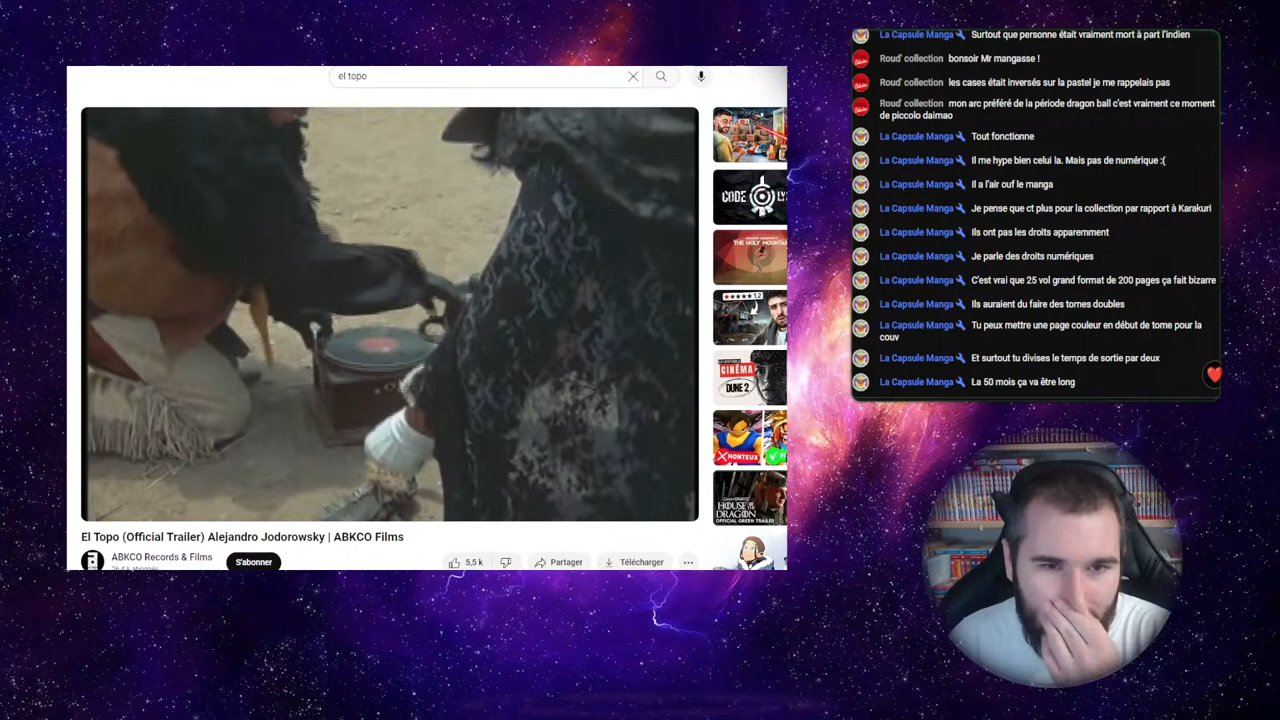 el topo
CODE LY
THE HOLY MOUNTAI
1,2
CINÉMA
DUNE 2
HONTEUX
HOUSE OF THE
DRAGON
OFFICIAL GREEN TRAILER
El Topo (Official Trailer) Alejandro Jodorowsky | ABKCO Films
ABKCO Records & Films
S'abonner
5,5 k
Partager
Télécharger
La Capsule Manga Surtout que personne était vraiment mort à part l'indien
Roud' collection bonsoir Mr mangasse !
Roud' collection les cases était inversés sur la pastel je me rappelais pas
Roud' collection mon arc préféré de la période dragon ball c'est vraiment ce moment
de piccolo daimao
La Capsule Manga Tout fonctionne
La Capsule Manga Il me hype bien celui la. Mais pas de numérique :(
La Capsule Manga Il a l'air ouf le manga
La Capsule Manga Je pense que ct plus pour la collection par rapport à Karakuri
La Capsule Manga Ils ont pas les droits apparemment
La Capsule Manga Je parle des droits numériques
La Capsule Manga C'est vrai que 25 vol grand format de 200 pages ça fait bizarre
La Capsule Manga Ils auraient du faire des tomes doubles
La Capsule Manga Tu peux mettre une page couleur en début de tome pour la
couv
La Capsule Manga Et surtout tu divises le temps de sortie par deux
La Capsule Manga La 50 mois ça va être long